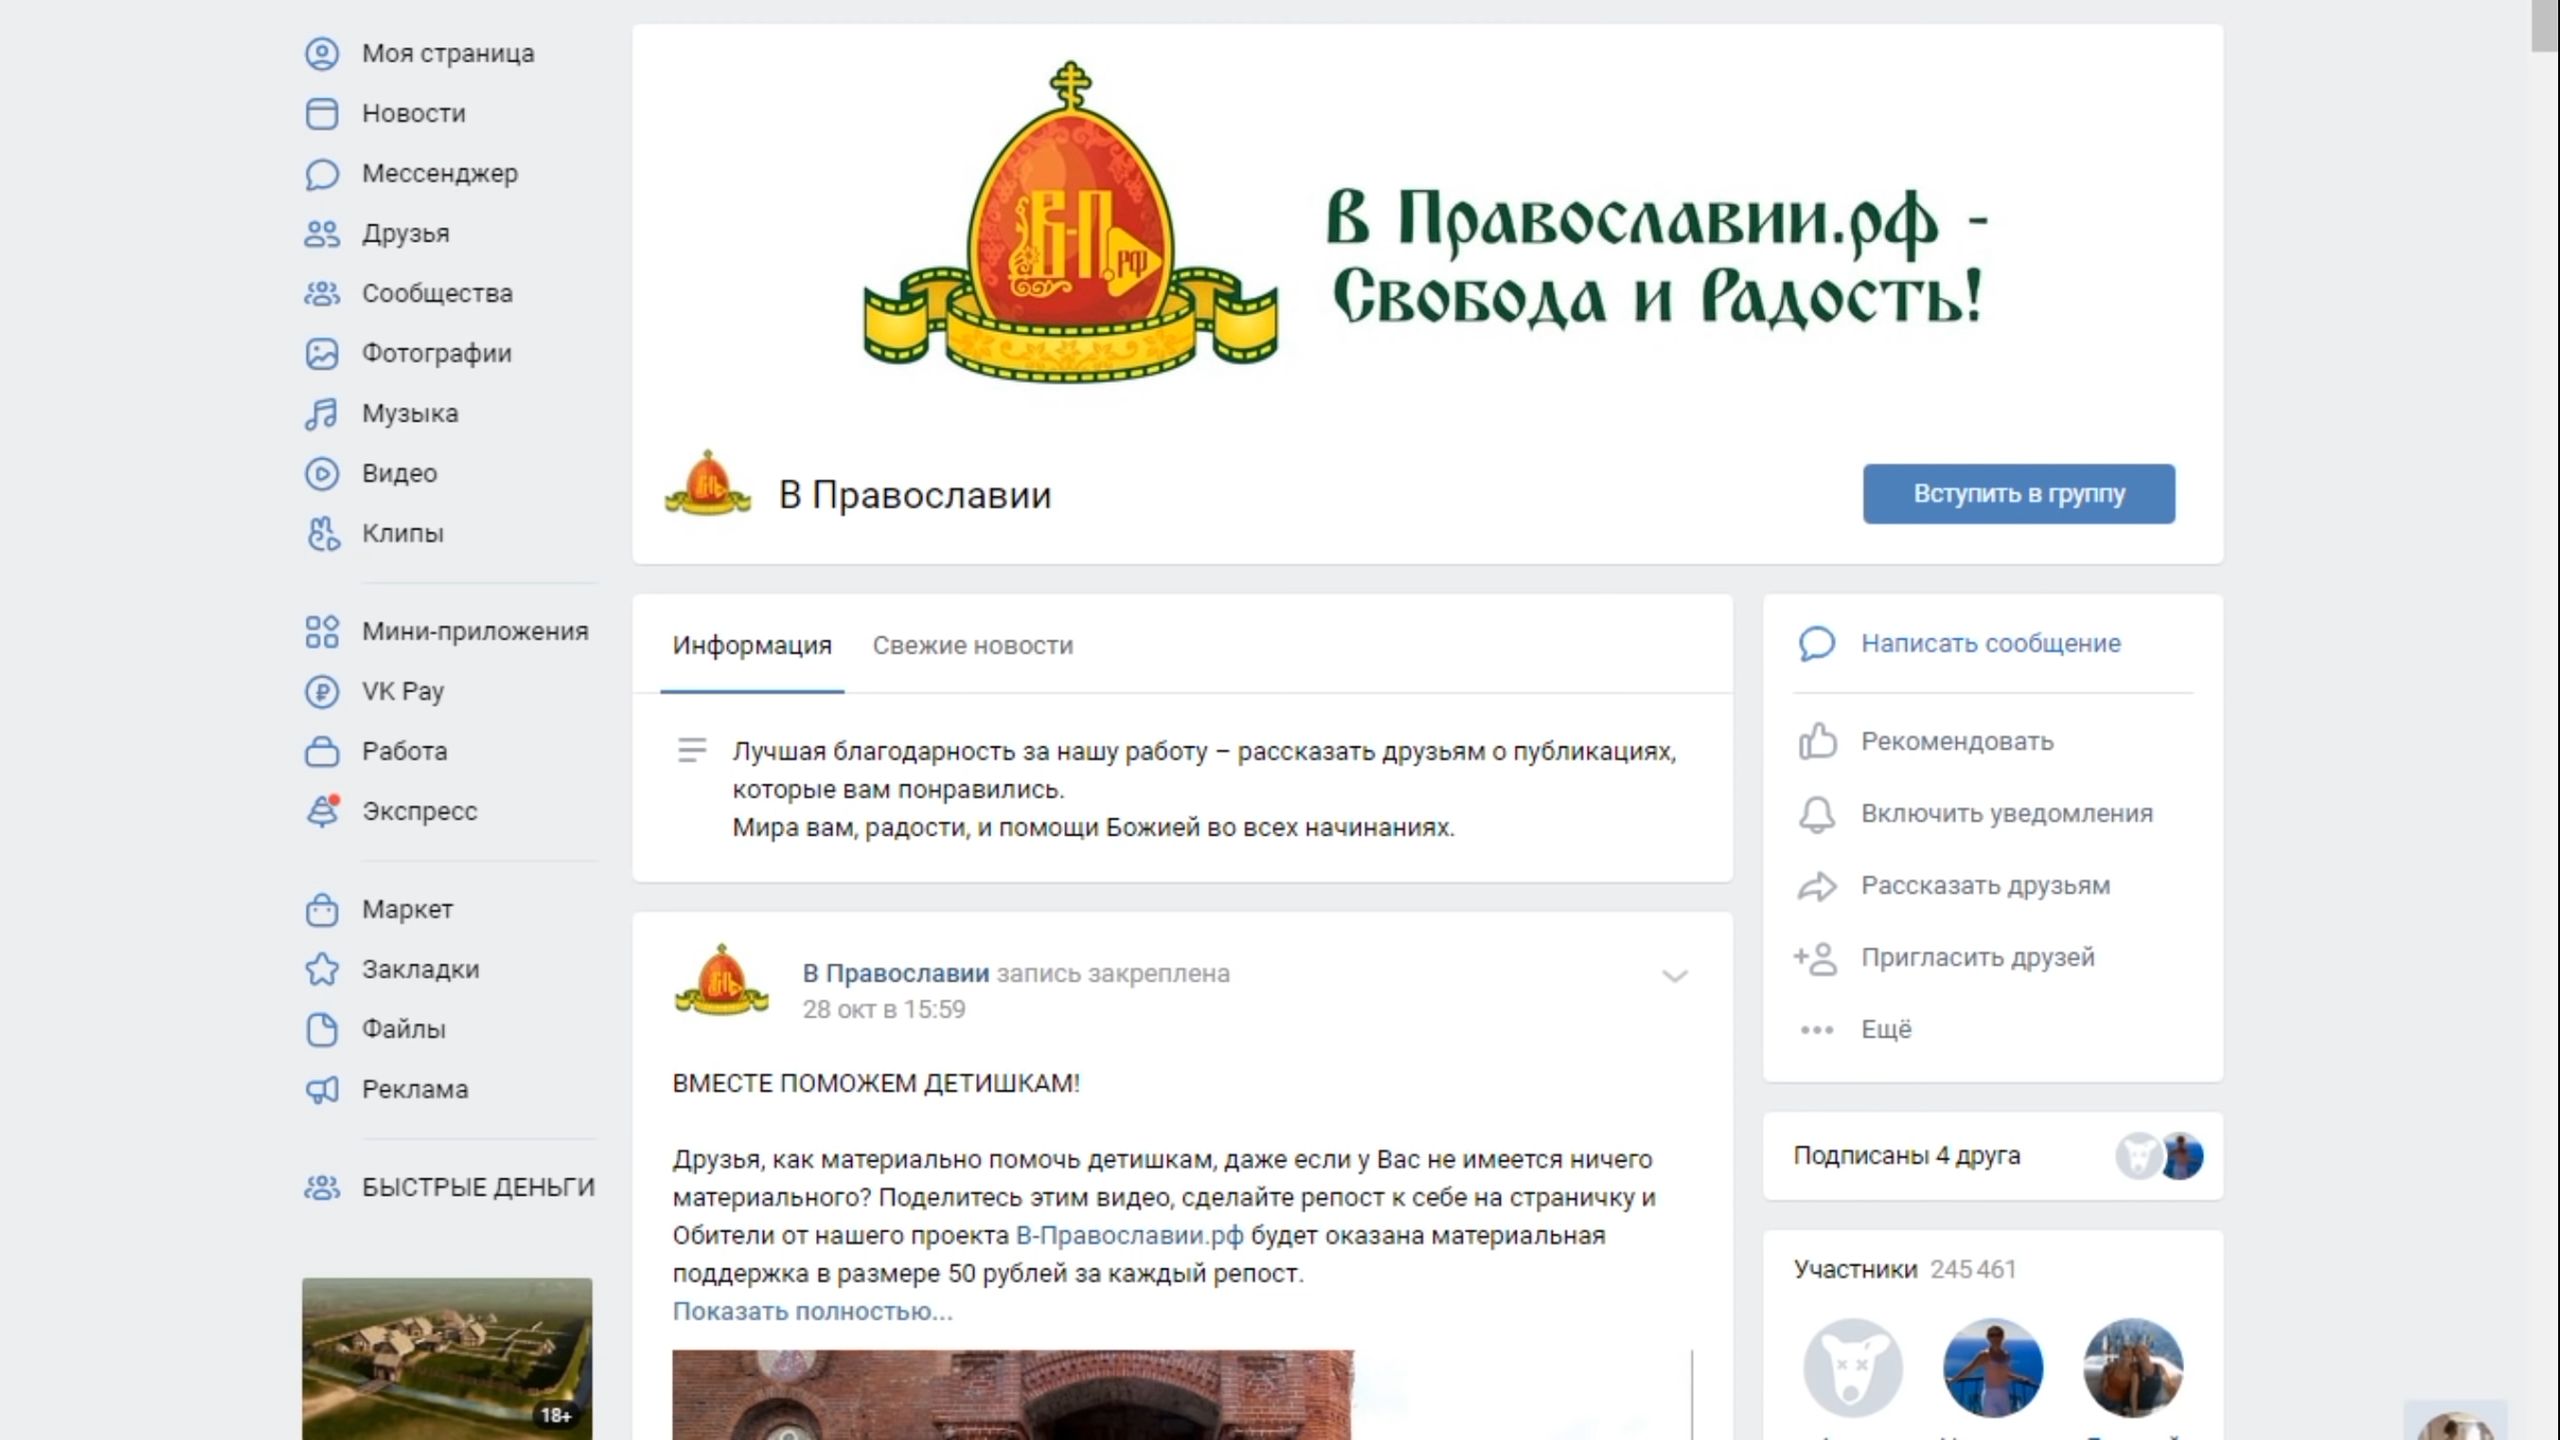 Моя страница
Новости
Мессенджер
Друзья
Сообщества
Фотографии
Музыка
Видео
Клипы
Мини-приложения
VK Pay
Работа
Экспресс
Маркет
Закладки
Файлы
Реклама
БЫСТРЫЕ ДЕНЬГИ
18+
В-П.РФ
В Православии.рф -
Свобода и Радость!
В Православии
Вступить в группу
Информация Свежие новости
Лучшая благодарность за нашу работу – рассказать друзьям о публикациях,
которые вам понравились.
Мира вам, радости, и помощи Божией во всех начинаниях.
В Православии запись закреплена
28 окт в 15:59
ВМЕСТЕ ПОМОЖЕМ ДЕТИШКАМ!
Друзья, как материально помочь детишкам, даже если у Вас не имеется ничего
материального? Поделитесь этим видео, сделайте репост к себе на страничку и
Обители от нашего проекта В-Православии.рф будет оказана материальная
поддержка в размере 50 рублей за каждый репост.
Показать полностью...
Написать сообщение
Рекомендовать
Включить уведомления
Рассказать друзьям
Пригласить друзей
Ещё
Подписаны 4 друга
Участники 245 461